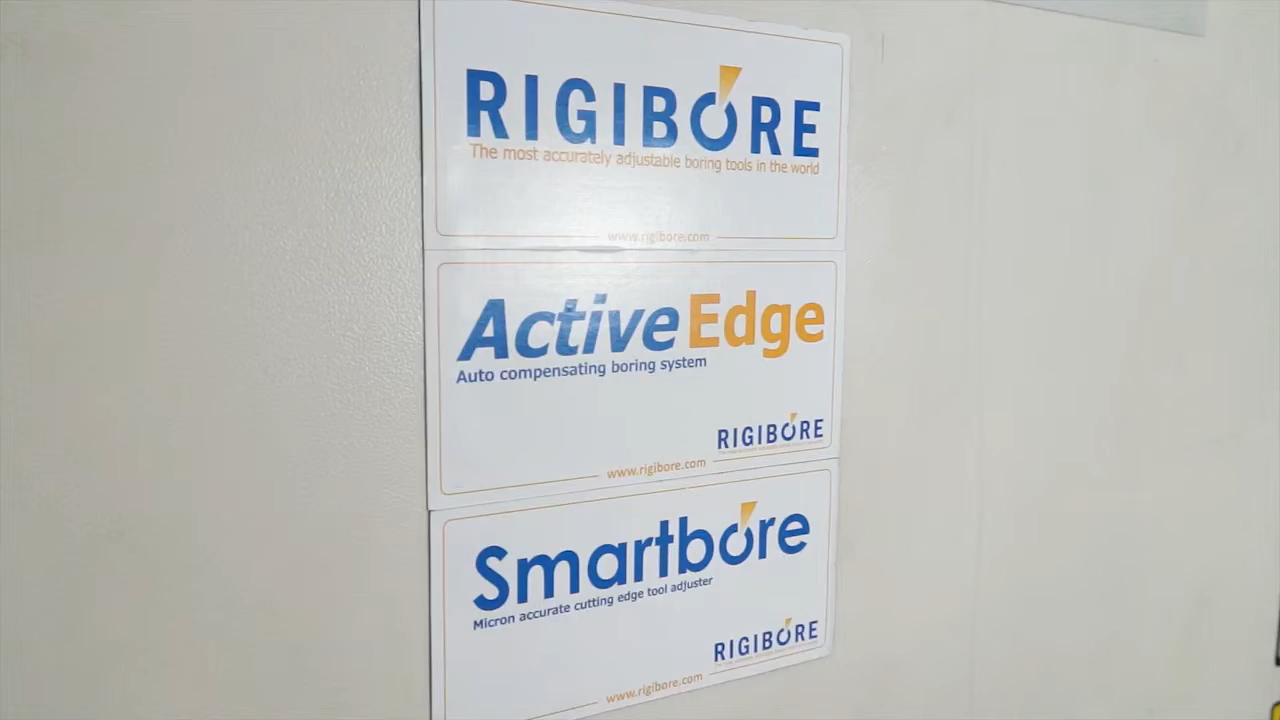 RIGIBORE
The most accurately adjustable boring tools in the world
www.rigibore.com
ActiveEdge
Auto compensating boring system
RIGIBORE
www.rigibore.com
Smartbore
Micron accurate cutting edge tool adjuster
RIGIBORE
www.rigibore.com